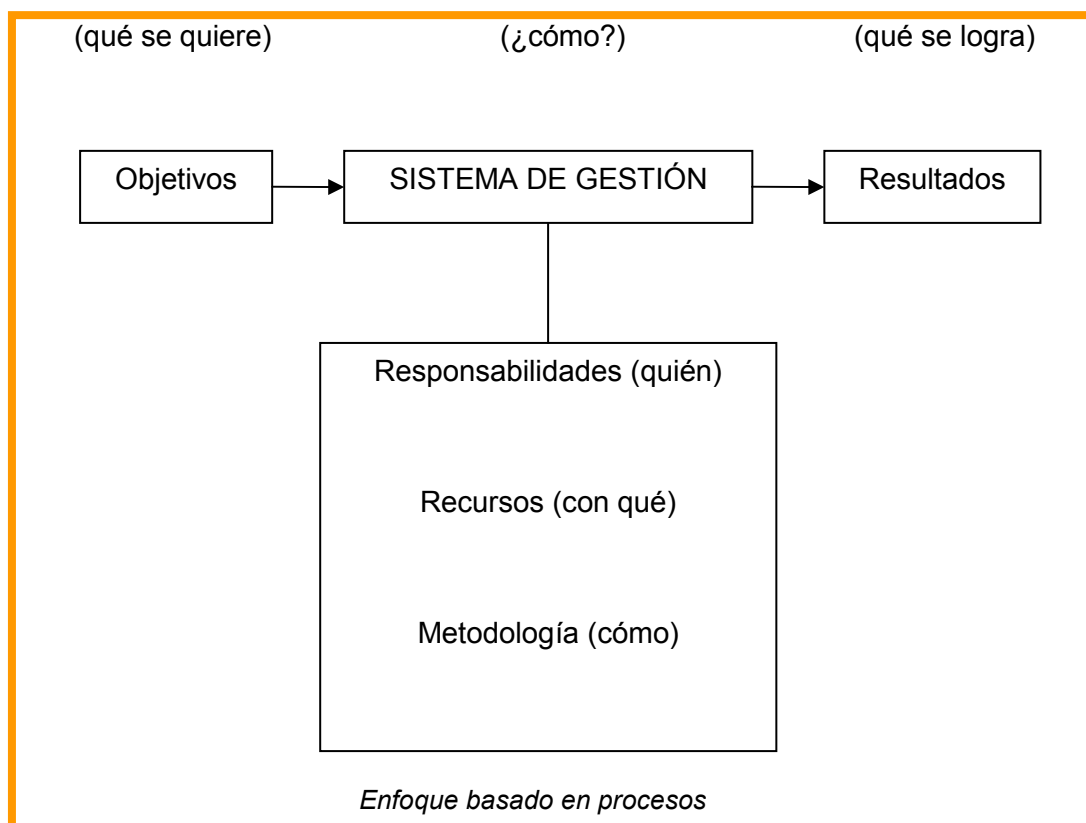 (qué se quiere) (¿cómo?) (qué se logra)
Objetivos SISTEMA DE GESTIÓN Resultados
Responsabilidades (quién)
Recursos (con qué)
Metodología (cómo)
Enfoque basado en procesos